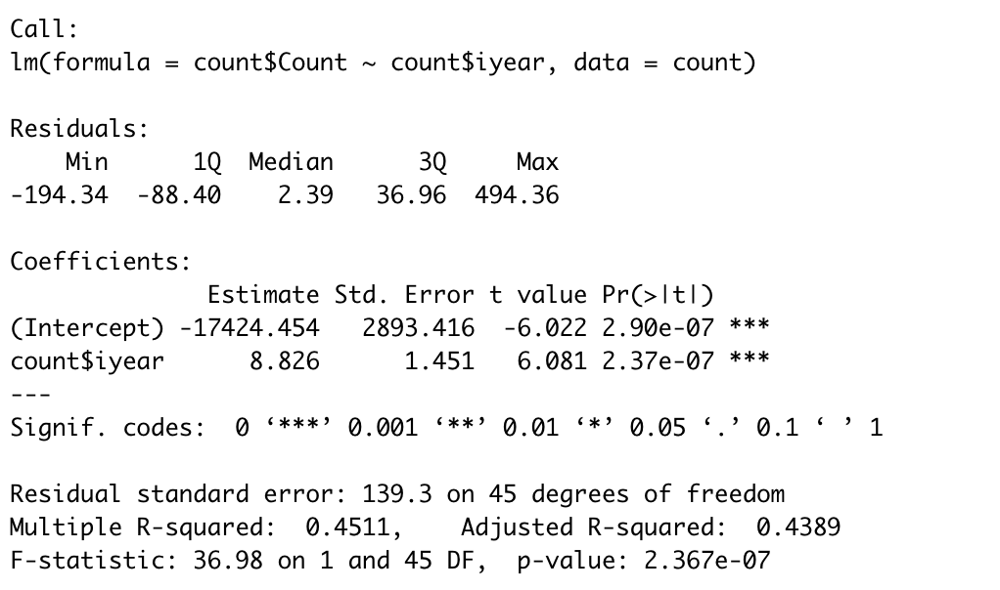 Call:
lm(formula = count$Count ~ count$iyear, data = count)
Residuals:
    Min      1Q  Median      3Q     Max
-194.34  -88.40    2.39   36.96  494.36
Coefficients:
              Estimate Std. Error t value Pr(>|t|)
(Intercept) -17424.454   2893.416  -6.022 2.90e-07 ***
count$iyear      8.826      1.451   6.081 2.37e-07 ***
---
Signif. codes:  0 ‘***’ 0.001 ‘**’ 0.01 ‘*’ 0.05 ‘.’ 0.1 ‘ ’ 1
Residual standard error: 139.3 on 45 degrees of freedom
Multiple R-squared:  0.4511,    Adjusted R-squared:  0.4389
F-statistic: 36.98 on 1 and 45 DF,  p-value: 2.367e-07